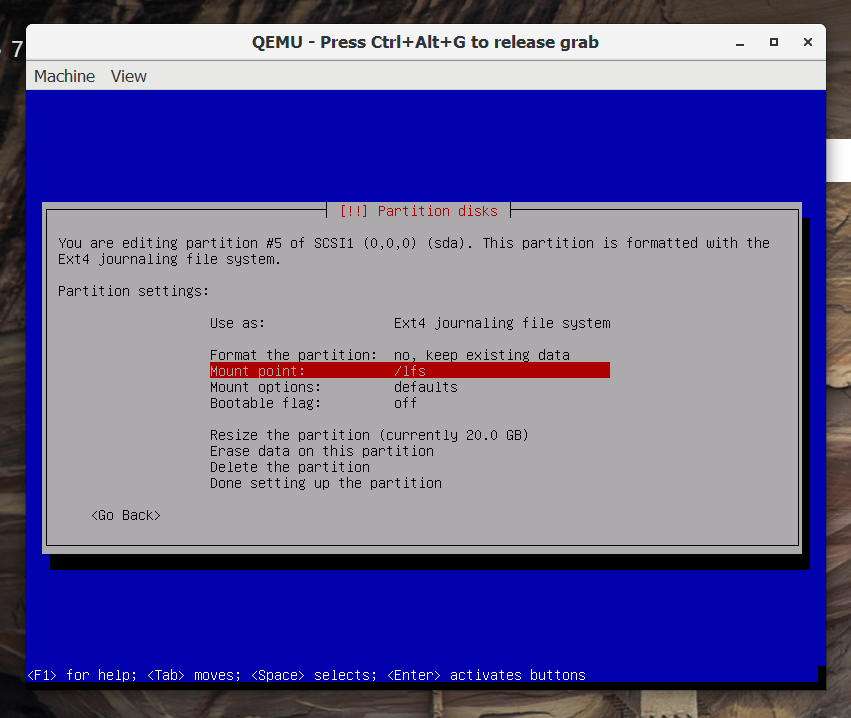 7
QEMU - Press Ctrl+Alt+G to release grab
Machine View
[!!] Partition disks
You are editing partition #5 of SCSI1 (0,0,0) (sda). This partition is formatted with the
Ext4 journaling file system.
Partition settings:
Use as: Ext4 journaling file system
Format the partition: no, keep existing data
Mount point: /lfs
Mount options: defaults
Bootable flag: off
Resize the partition (currently 20.0 GB)
Erase data on this partition
Delete the partition
Done setting up the partition
<Go Back>
<F1> for help; <Tab> moves; <Space> selects; <Enter> activates buttons